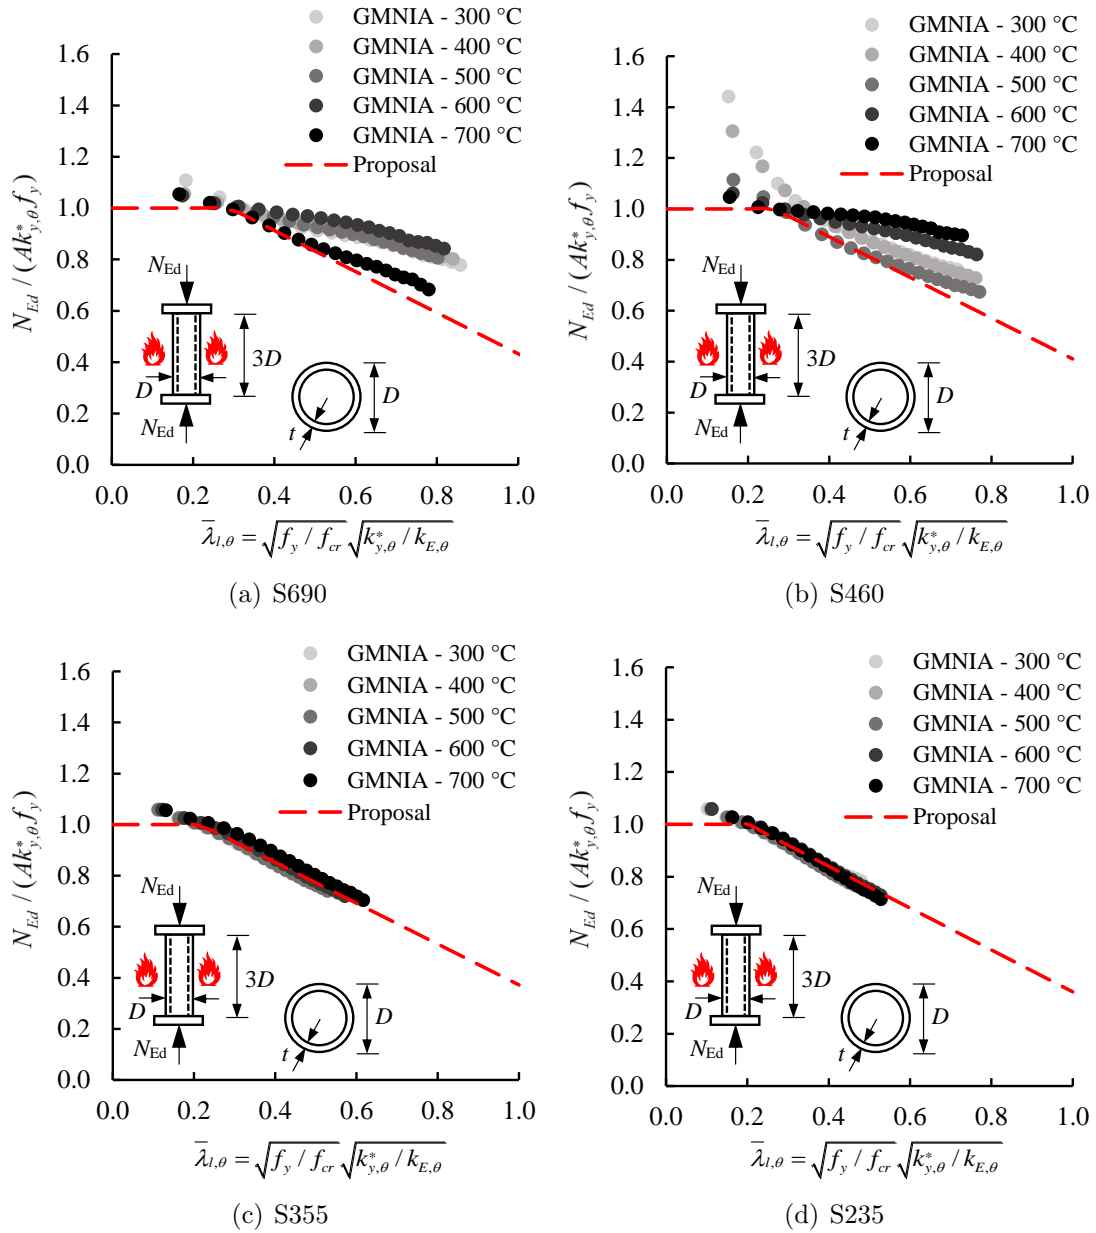 GMNIA - 300 °C
GMNIA - 400 °C
GMNIA - 500 °C
GMNIA - 600 °C
GMNIA - 700 °C
Proposal
1.6
1.4
1.2
1.0
0.8
0.6
0.4
0.2
0.0
N_Ed / (Ak*_y,θ f_y)
N_Ed
3D
D
N_Ed
D
t
0.0 0.2 0.4 0.6 0.8 1.0
λ̅_l,θ = √f_y / f_cr √k*_y,θ / k_E,θ
(a) S690
GMNIA - 300 °C
GMNIA - 400 °C
GMNIA - 500 °C
GMNIA - 600 °C
GMNIA - 700 °C
Proposal
1.6
1.4
1.2
1.0
0.8
0.6
0.4
0.2
0.0
N_Ed / (Ak*_y,θ f_y)
N_Ed
3D
D
N_Ed
D
t
0.0 0.2 0.4 0.6 0.8 1.0
λ̅_l,θ = √f_y / f_cr √k*_y,θ / k_E,θ
(b) S460
GMNIA - 300 °C
GMNIA - 400 °C
GMNIA - 500 °C
GMNIA - 600 °C
GMNIA - 700 °C
Proposal
1.6
1.4
1.2
1.0
0.8
0.6
0.4
0.2
0.0
N_Ed / (Ak*_y,θ f_y)
N_Ed
3D
D
N_Ed
D
t
0.0 0.2 0.4 0.6 0.8 1.0
λ̅_l,θ = √f_y / f_cr √k*_y,θ / k_E,θ
(c) S355
GMNIA - 300 °C
GMNIA - 400 °C
GMNIA - 500 °C
GMNIA - 600 °C
GMNIA - 700 °C
Proposal
1.6
1.4
1.2
1.0
0.8
0.6
0.4
0.2
0.0
N_Ed / (Ak*_y,θ f_y)
N_Ed
3D
D
N_Ed
D
t
0.0 0.2 0.4 0.6 0.8 1.0
λ̅_l,θ = √f_y / f_cr √k*_y,θ / k_E,θ
(d) S235